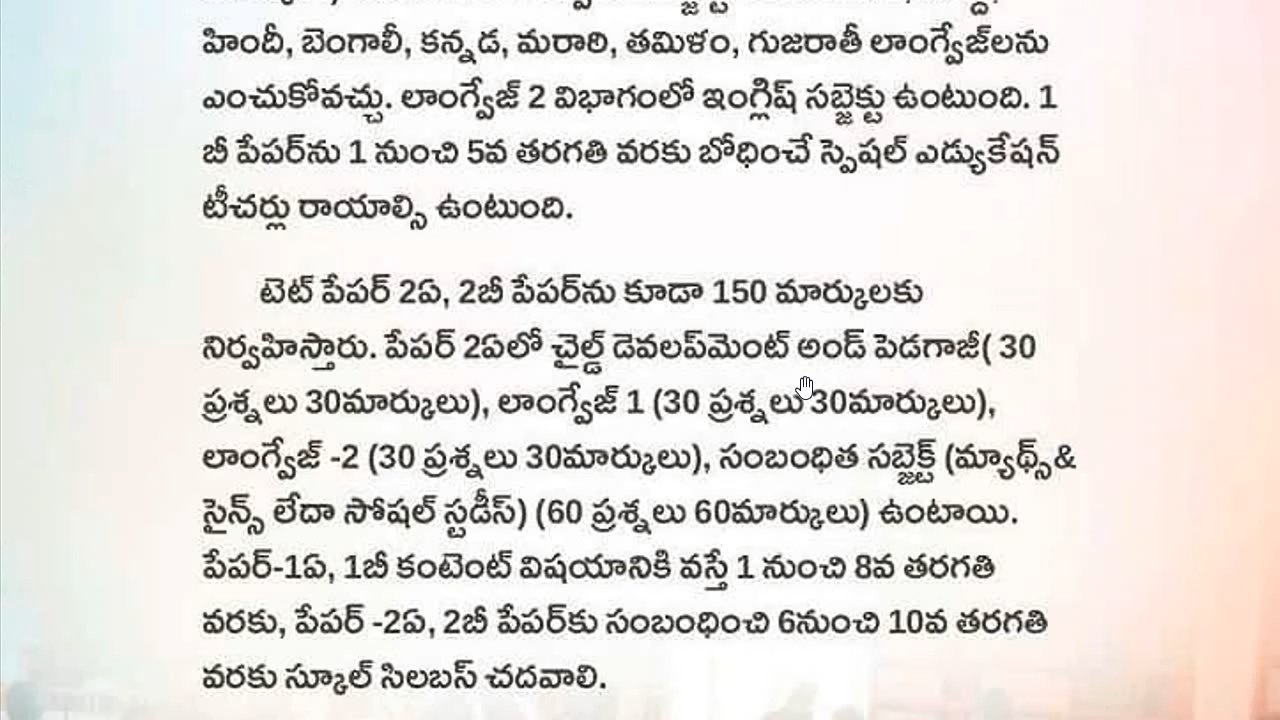 హిందీ, బెంగాలీ, కన్నడ, మరాఠి, తమిళం, గుజరాతీ లాంగ్వేజ్‌లను
ఎంచుకోవచ్చు. లాంగ్వేజ్ 2 విభాగంలో ఇంగ్లిష్ సబ్జెక్టు ఉంటుంది. 1
బీ పేపర్‌ను 1 నుంచి 5వ తరగతి వరకు బోధించే స్పెషల్ ఎడ్యుకేషన్
టీచర్లు రాయాల్సి ఉంటుంది.
టెట్ పేపర్ 2ఏ, 2బీ పేపర్‌ను కూడా 150 మార్కులకు
నిర్వహిస్తారు. పేపర్ 2ఏలో చైల్డ్ డెవలప్‌మెంట్ అండ్ పెడగాజీ( 30
ప్రశ్నలు 30మార్కులు), లాంగ్వేజ్ 1 (30 ప్రశ్నలు 30మార్కులు),
లాంగ్వేజ్ -2 (30 ప్రశ్నలు 30మార్కులు), సంబంధిత సబ్జెక్ట్ (మ్యాథ్స్&
సైన్స్ లేదా సోషల్ స్టడీస్) (60 ప్రశ్నలు 60మార్కులు) ఉంటాయి.
పేపర్-1ఏ, 1బీ కంటెంట్ విషయానికి వస్తే 1 నుంచి 8వ తరగతి
వరకు, పేపర్ -2ఏ, 2బీ పేపర్‌కు సంబంధించి 6నుంచి 10వ తరగతి
వరకు స్కూల్ సిలబస్ చదవాలి.